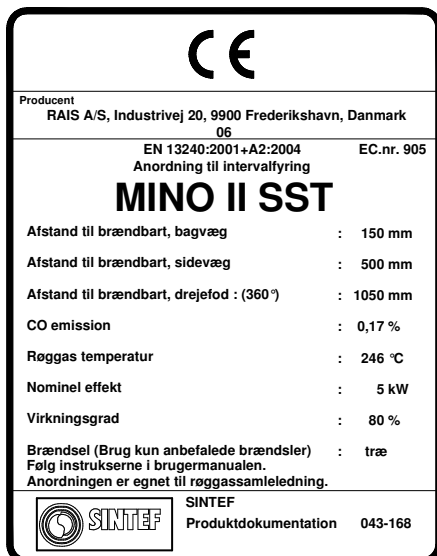 CE
Producent
RAIS A/S, Industrivej 20, 9900 Frederikshavn, Danmark
06
EN 13240:2001+A2:2004 EC.nr. 905
Anordning til intervalfyring
MINO II SST
Afstand til brændbart, bagvæg : 150 mm
Afstand til brændbart, sidevæg : 500 mm
Afstand til brændbart, drejefod : (360°) : 1050 mm
CO emission : 0,17 %
Røggas temperatur : 246 °C
Nominel effekt : 5 kW
Virkningsgrad : 80 %
Brændsel (Brug kun anbefalede brændsler) : træ
Følg instrukserne i brugermanualen.
Anordningen er egnet til røggassamleledning.
SINTEF
SINTEF
Produktdokumentation 043-168